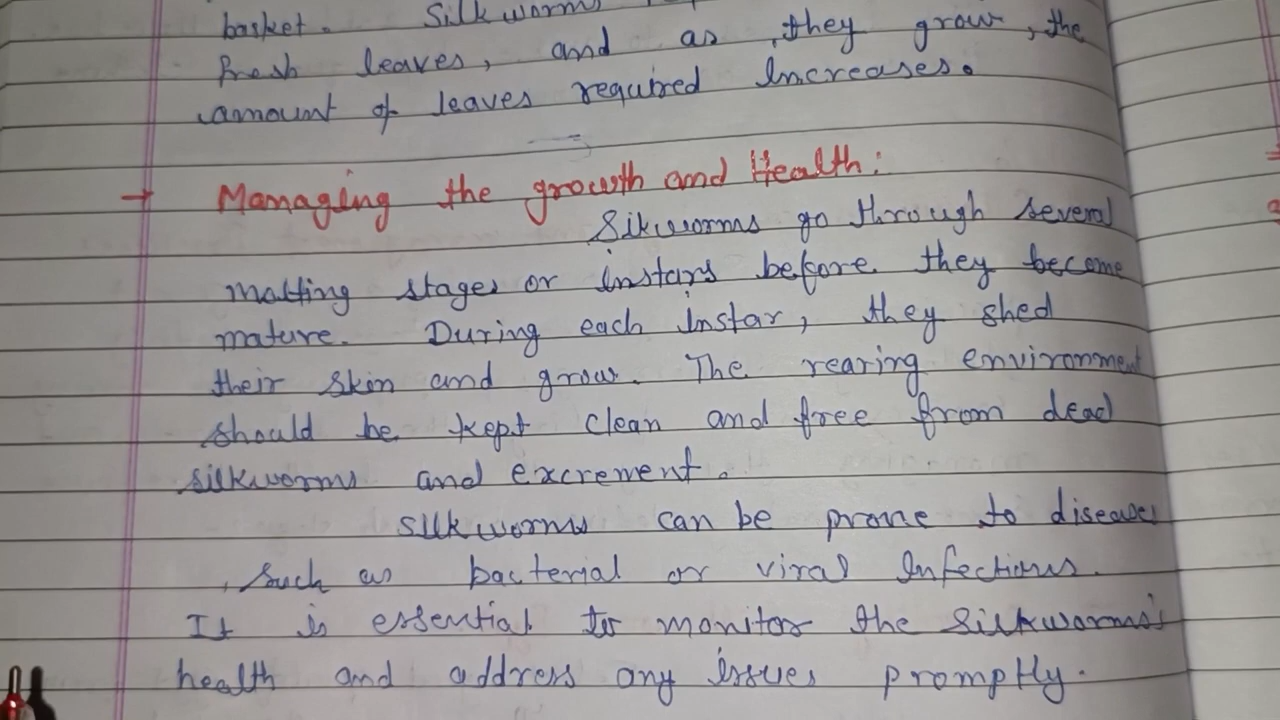 basket. Silkworms
fresh leaves, and as they grow, the
amount of leaves required Increases.
→ Managing the growth and Health:
Sikworms go through several
molting stages or instars before they become
mature. During each Instar, they shed
their skin and grow. The rearing environment
should be kept clean and free from dead
silkworms and excrement.
silkworms can be prone to diseases
such as bacterial or viral Infections.
It is essential to monitor the silkworms's
health and address any issues promptly.